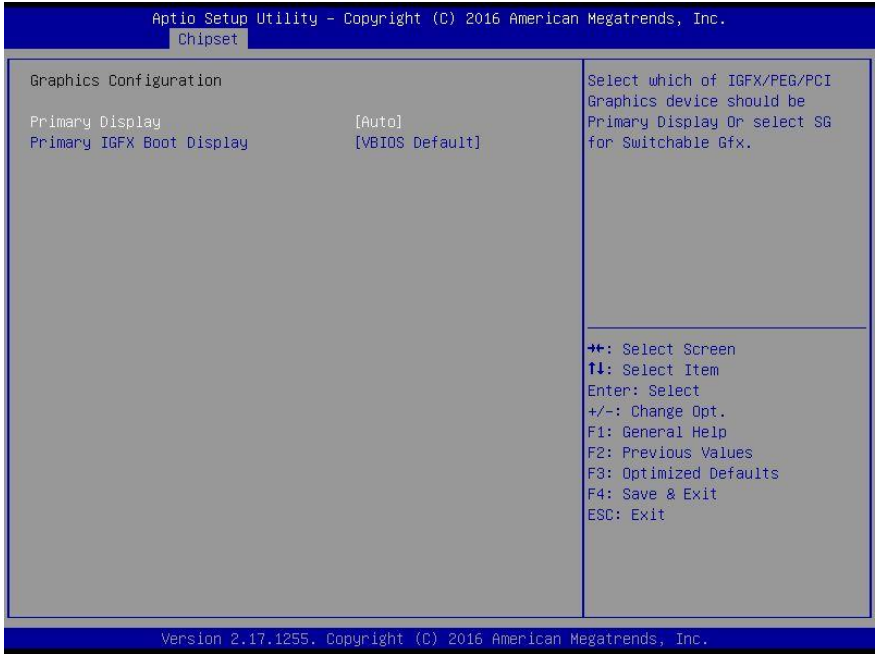 Aptio Setup Utility – Copyright (C) 2016 American Megatrends, Inc.
Chipset
Graphics Configuration
Primary Display [Auto]
Primary IGFX Boot Display [VBIOS Default]
Select which of IGFX/PEG/PCI
Graphics device should be
Primary Display Or select SG
for Switchable Gfx.
→←: Select Screen
↑↓: Select Item
Enter: Select
+/-: Change Opt.
F1: General Help
F2: Previous Values
F3: Optimized Defaults
F4: Save & Exit
ESC: Exit
Version 2.17.1255. Copyright (C) 2016 American Megatrends, Inc.